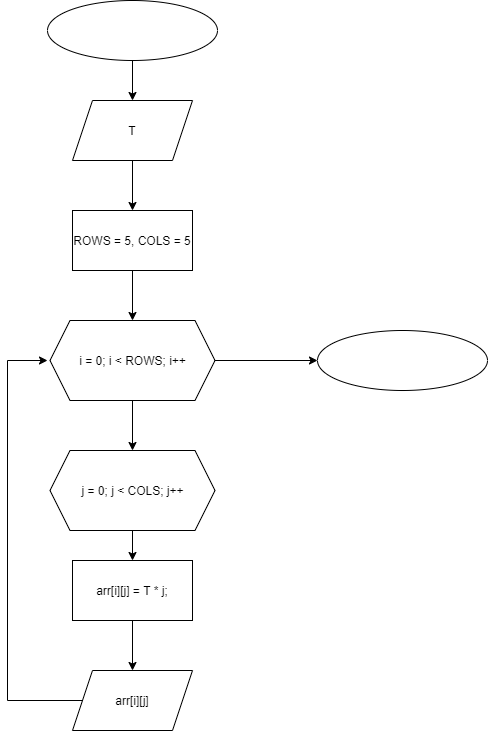 T
ROWS = 5, COLS = 5
i = 0; i < ROWS; i++
j = 0; j < COLS; j++
arr[i][j] = T * j;
arr[i][j]